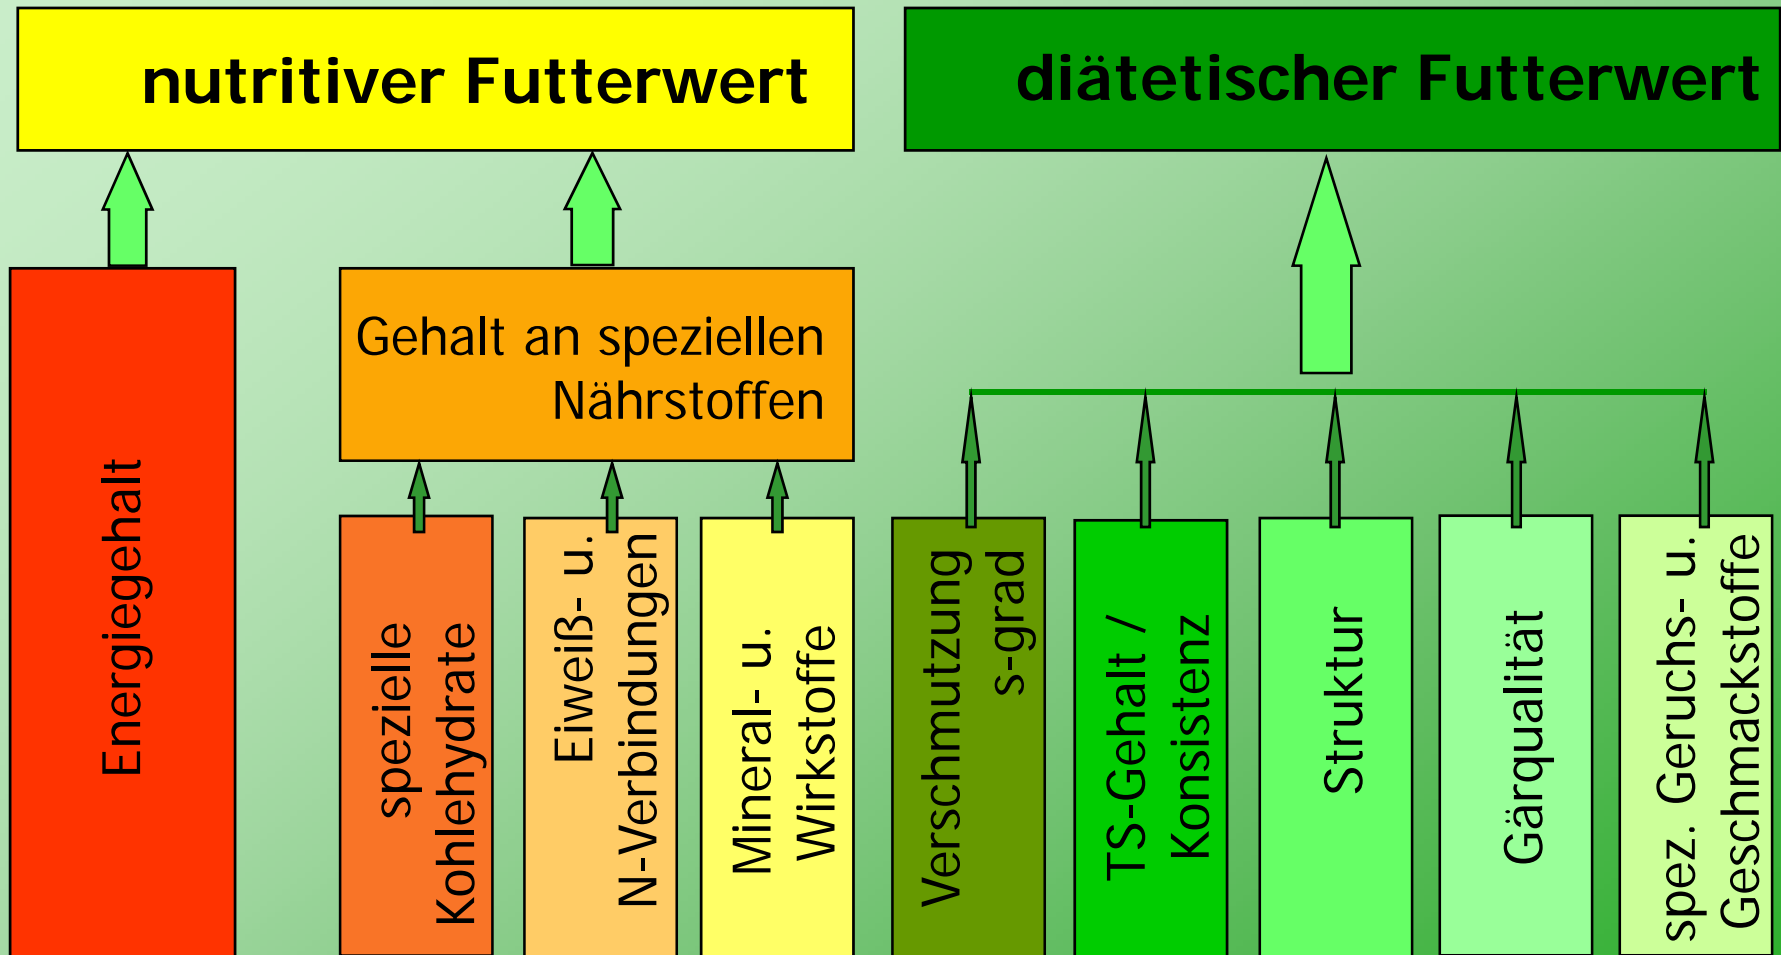 nutritiver Futterwert
diätetischer Futterwert
Gehalt an speziellen
Nährstoffen
Energiegehalt
spezielle
Kohlehydrate
Eiweiß- u.
N-Verbindungen
Mineral- u.
Wirkstoffe
Verschmutzung
s-grad
TS-Gehalt /
Konsistenz
Struktur
Gärqualität
spez. Geruchs- u.
Geschmackstoffe